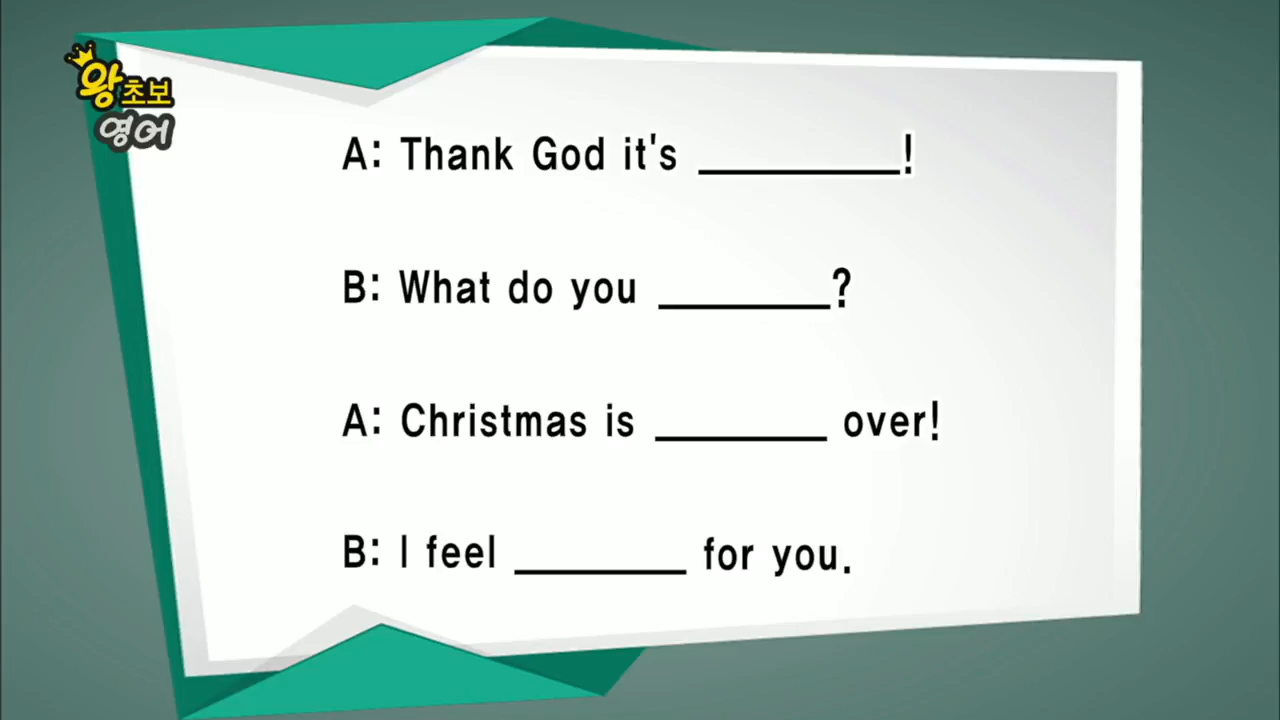 왕초보
영어
A: Thank God it's __________!
B: What do you ________?
A: Christmas is ________ over!
B: I feel ________ for you.